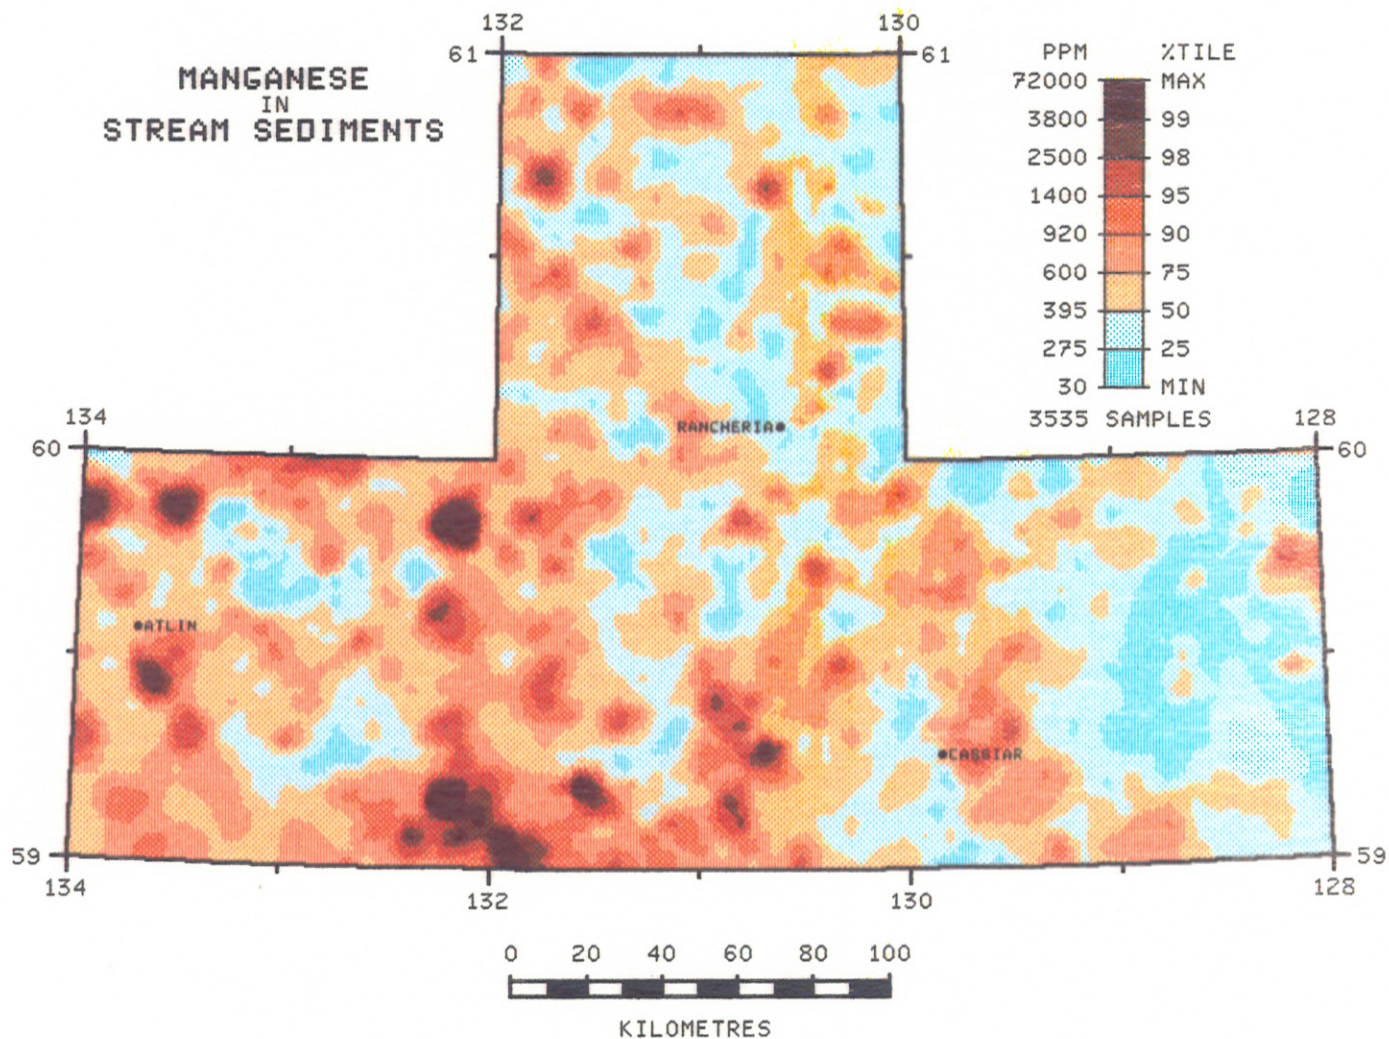 132 130
61 61
MANGANESE
IN
STREAM SEDIMENTS
PPM %TILE
72000 MAX
3800 99
2500 98
1400 95
920 90
600 75
395 50
275 25
30 MIN
3535 SAMPLES
134 128
60 60
RANCHERIA
ATLIN
CASSIAR
59 59
134 132 130 128
0 20 40 60 80 100
KILOMETRES